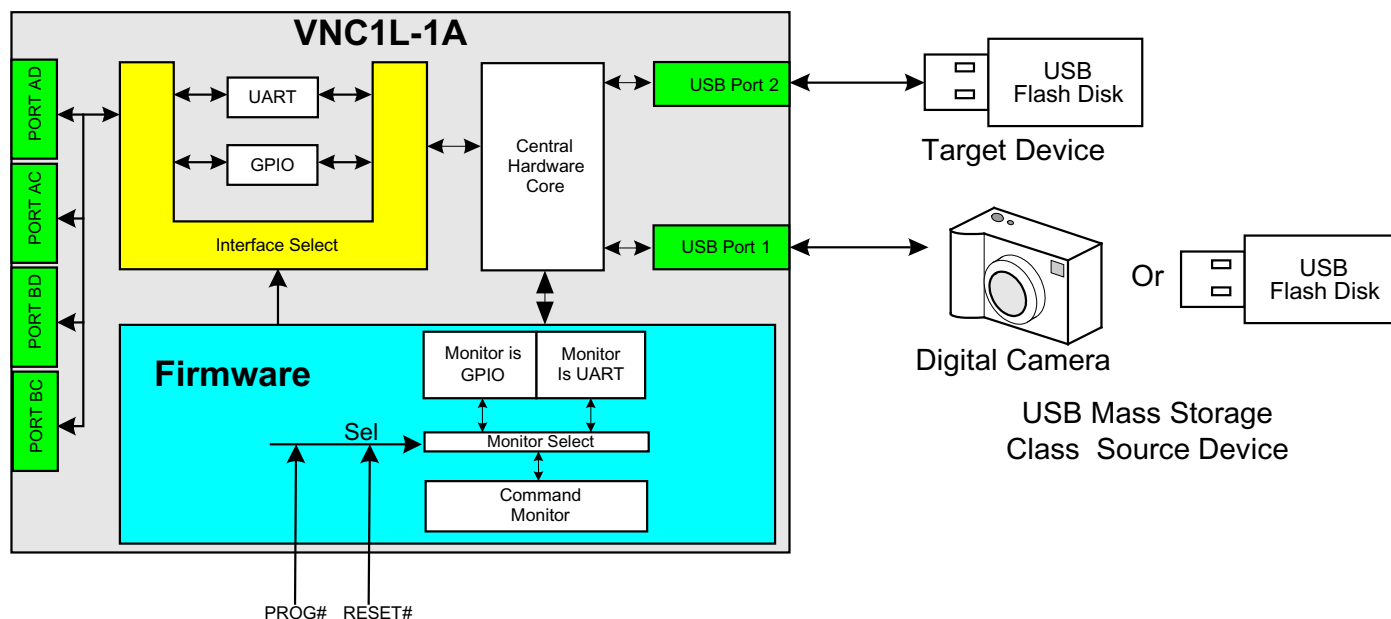 VNC1L-1A
PORT AD
PORT AC
PORT BD
PORT BC
UART
GPIO
Interface Select
Central
Hardware
Core
USB Port 2
USB Port 1
USB
Flash Disk
Target Device
Digital Camera
Or
USB
Flash Disk
USB Mass Storage
Class Source Device
Firmware
Monitor is
GPIO
Monitor
Is UART
Sel
Monitor Select
Command
Monitor
PROG#
RESET#